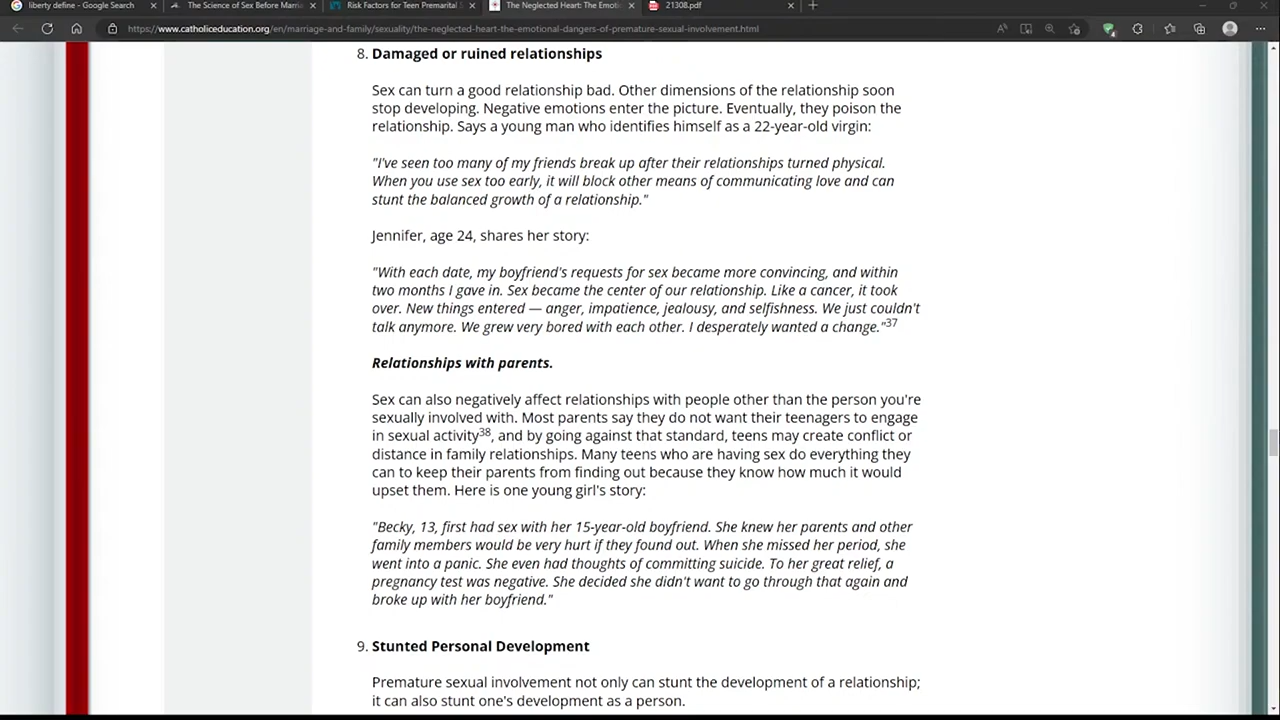 liberty define - Google Search
The Science of Sex Before Marria
Risk Factors for Teen Premarital S
The Neglected Heart: The Emoti
21308.pdf
https://www.catholiceducation.org/en/marriage-and-family/sexuality/the-neglected-heart-the-emotional-dangers-of-premature-sexual-involvement.html
8. Damaged or ruined relationships
Sex can turn a good relationship bad. Other dimensions of the relationship soon
stop developing. Negative emotions enter the picture. Eventually, they poison the
relationship. Says a young man who identifies himself as a 22-year-old virgin:
"I've seen too many of my friends break up after their relationships turned physical.
When you use sex too early, it will block other means of communicating love and can
stunt the balanced growth of a relationship."
Jennifer, age 24, shares her story:
"With each date, my boyfriend's requests for sex became more convincing, and within
two months I gave in. Sex became the center of our relationship. Like a cancer, it took
over. New things entered — anger, impatience, jealousy, and selfishness. We just couldn't
talk anymore. We grew very bored with each other. I desperately wanted a change."37
Relationships with parents.
Sex can also negatively affect relationships with people other than the person you're
sexually involved with. Most parents say they do not want their teenagers to engage
in sexual activity38, and by going against that standard, teens may create conflict or
distance in family relationships. Many teens who are having sex do everything they
can to keep their parents from finding out because they know how much it would
upset them. Here is one young girl's story:
"Becky, 13, first had sex with her 15-year-old boyfriend. She knew her parents and other
family members would be very hurt if they found out. When she missed her period, she
went into a panic. She even had thoughts of committing suicide. To her great relief, a
pregnancy test was negative. She decided she didn't want to go through that again and
broke up with her boyfriend."
9. Stunted Personal Development
Premature sexual involvement not only can stunt the development of a relationship;
it can also stunt one's development as a person.